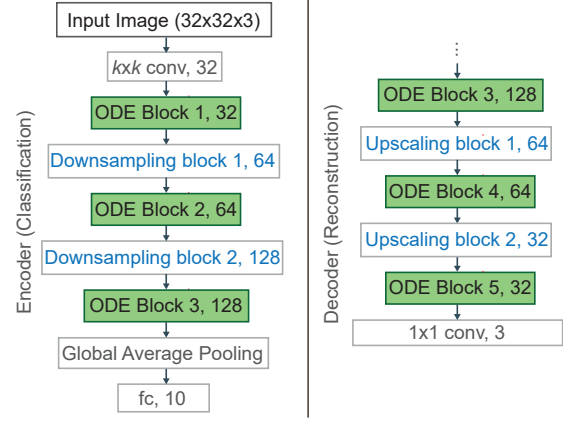 Input Image (32x32x3)
kxk conv, 32
ODE Block 1, 32
Downsampling block 1, 64
ODE Block 2, 64
Downsampling block 2, 128
ODE Block 3, 128
Global Average Pooling
fc, 10
Encoder (Classification)
⋮
ODE Block 3, 128
Upscaling block 1, 64
ODE Block 4, 64
Upscaling block 2, 32
ODE Block 5, 32
1x1 conv, 3
Decoder (Reconstruction)